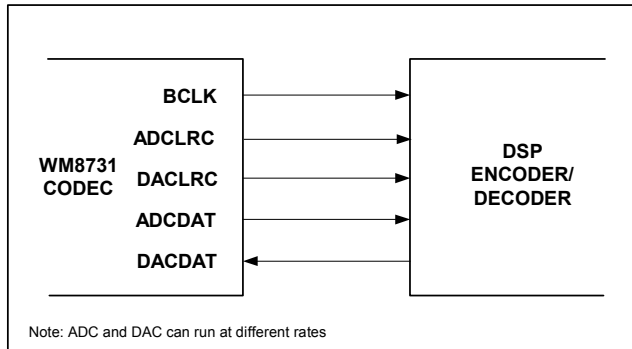 BCLK
ADCLRC
WM8731
CODEC
DACLRC
ADCDAT
DACDAT
DSP
ENCODER/
DECODER
Note: ADC and DAC can run at different rates